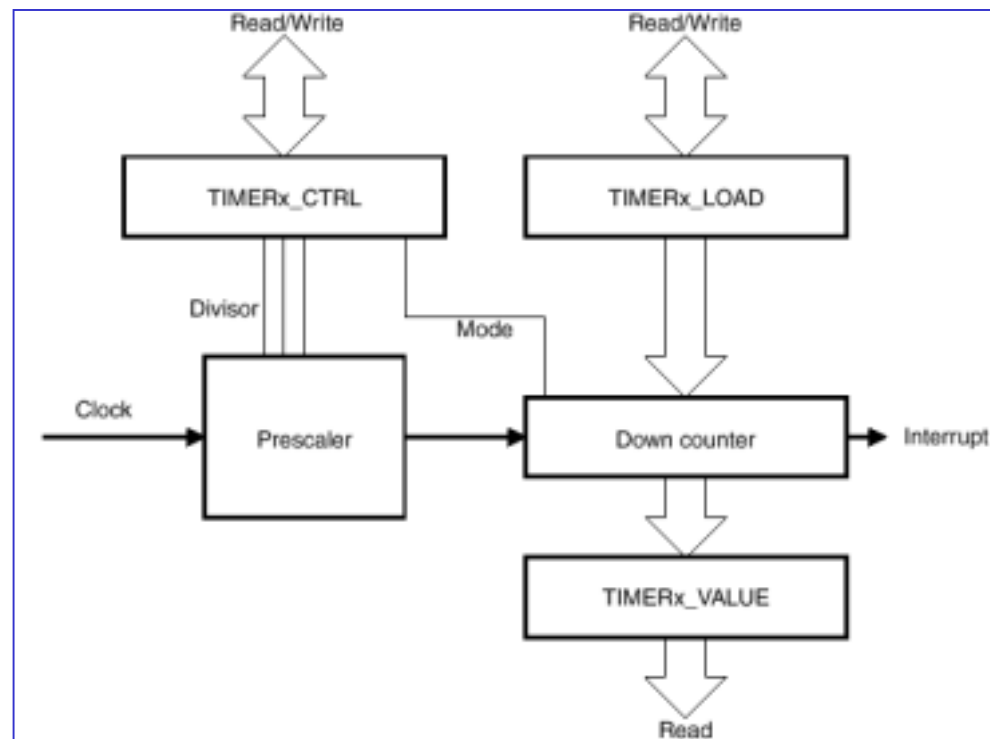 Read/Write
Read/Write
TIMERx_CTRL
TIMERx_LOAD
Divisor
Mode
Clock
Prescaler
Down counter
Interrupt
TIMERx_VALUE
Read